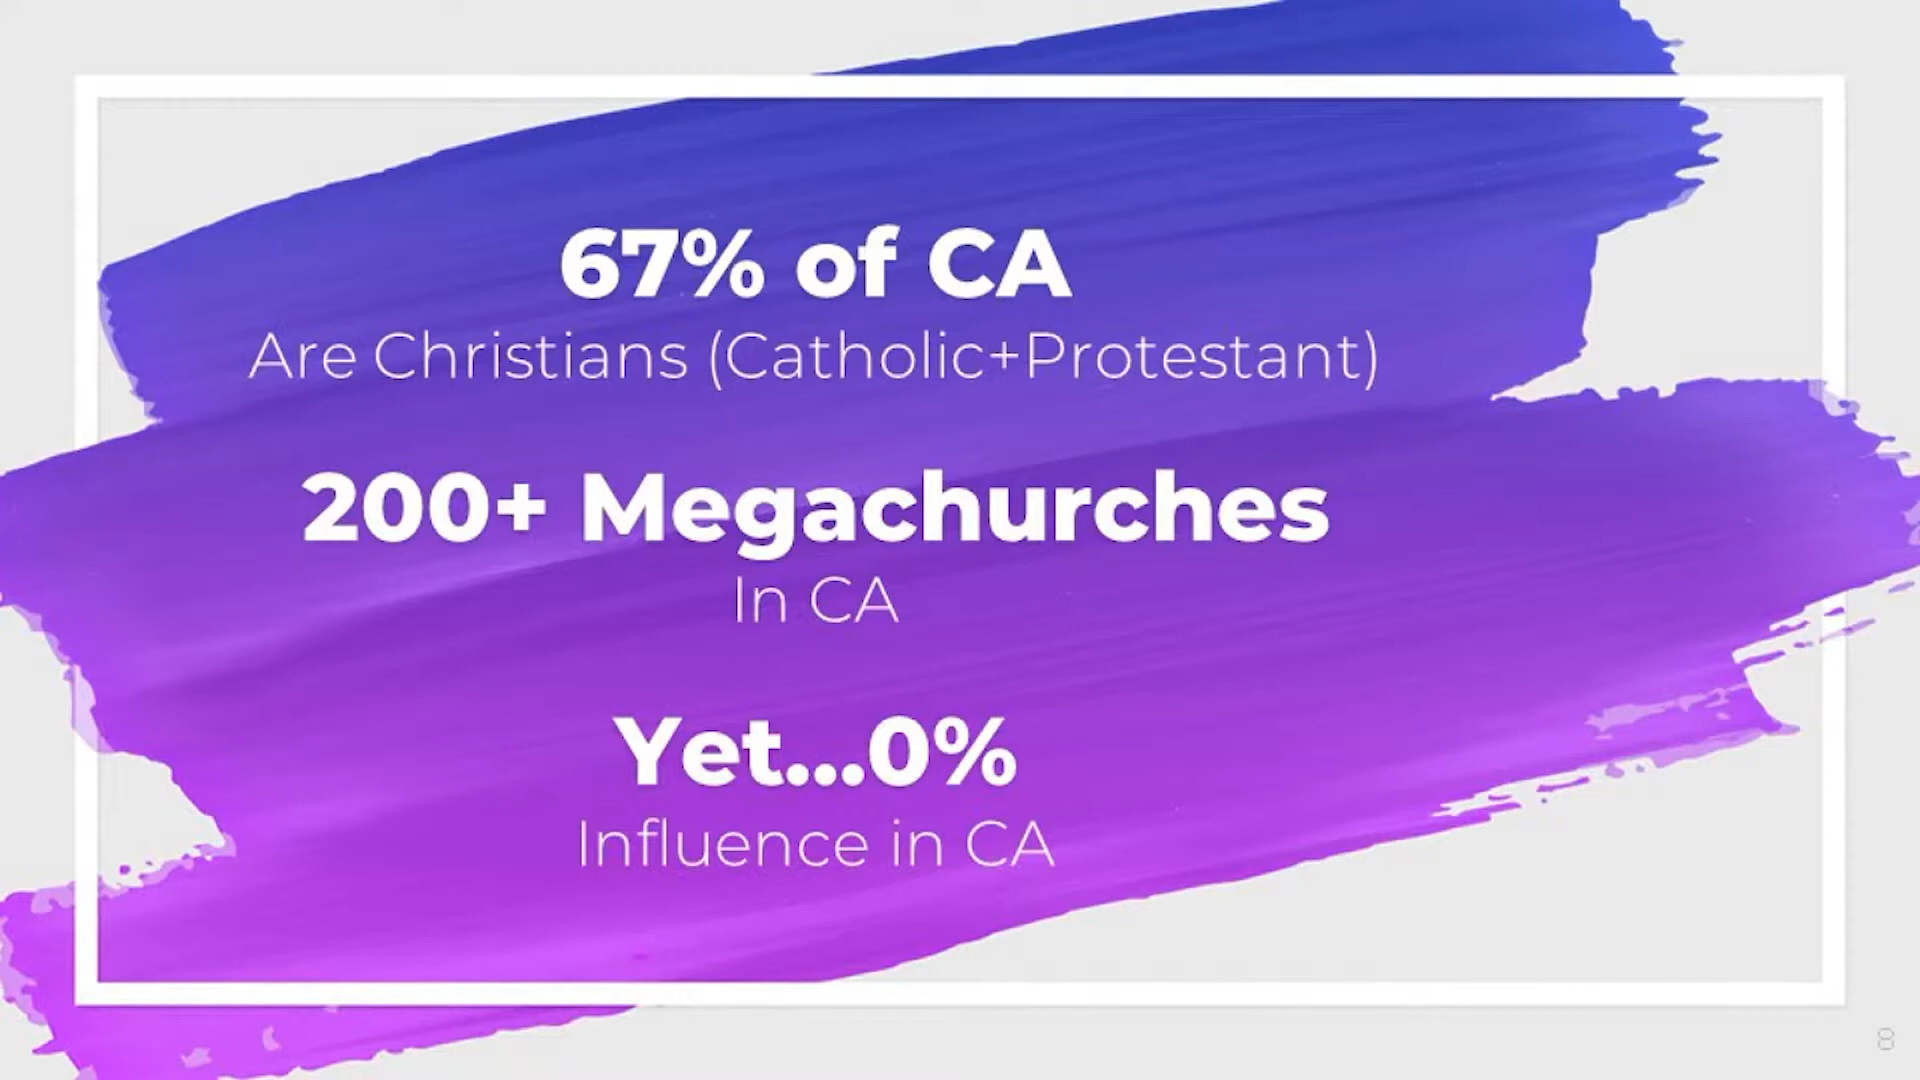 67% of CA
Are Christians (Catholic+Protestant)
200+ Megachurches
In CA
Yet...0%
Influence in CA
8